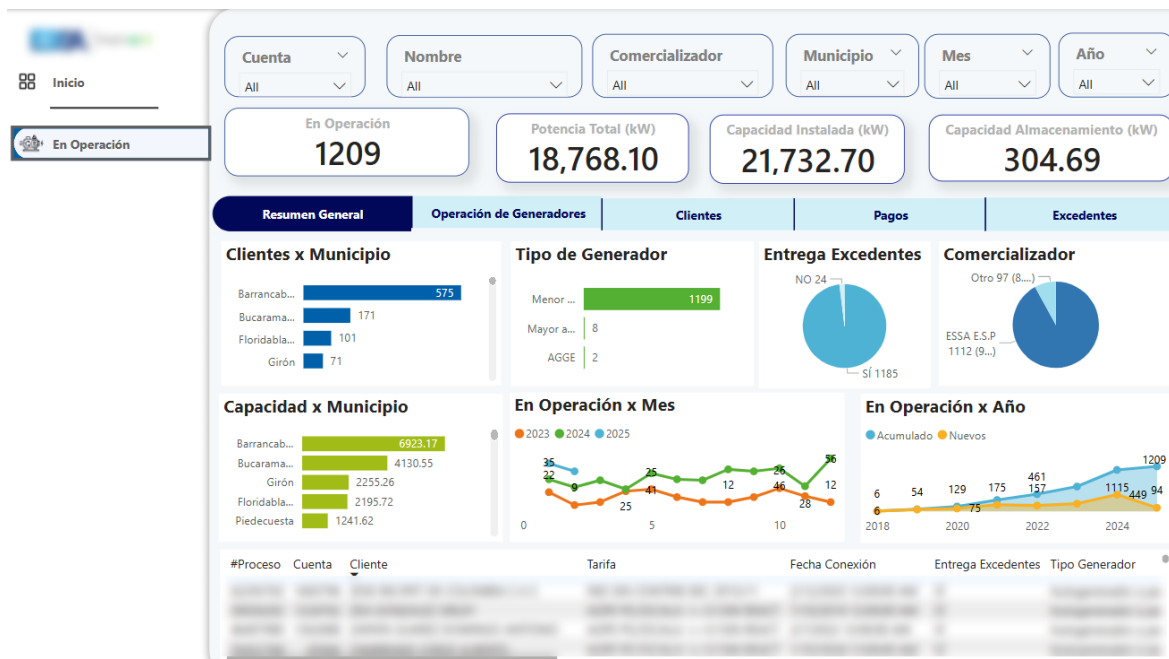 Cuenta Nombre Comercializador Municipio Mes Año
All All All All All All
Inicio
En Operación
En Operación
1209
Potencia Total (kW)
18,768.10
Capacidad Instalada (kW)
21,732.70
Capacidad Almacenamiento (kW)
304.69
Resumen General Operación de Generadores Clientes Pagos Excedentes
Clientes x Municipio
Barrancab... 575
Bucarama... 171
Floridabla... 101
Girón 71
Tipo de Generador
Menor ... 1199
Mayor a... 8
AGGE 2
Entrega Excedentes
NO 24
SÍ 1185
Comercializador
Otro 97 (8....)
ESSA E.S.P
1112 (9...)
Capacidad x Municipio
Barrancab... 6923.17
Bucarama... 4130.55
Girón 2255.26
Floridabla... 2195.72
Piedecuesta 1241.62
En Operación x Mes
2023 2024 2025
35 22 9 25 25 41 12 26 46 28 56 12
0 5 10
En Operación x Año
Acumulado Nuevos
6 6 54 129 75 175 461 157 1115 449 1209 94
2018 2020 2022 2024
#Proceso Cuenta Cliente Tarifa Fecha Conexión Entrega Excedentes Tipo Generador